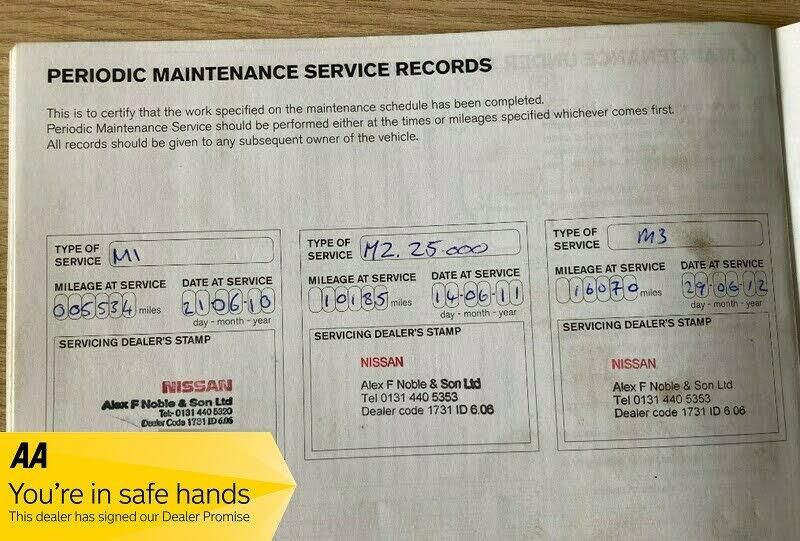 PERIODIC MAINTENANCE SERVICE RECORDS
This is to certify that the work specified on the maintenance schedule has been completed.
Periodic Maintenance Service should be performed either at the times or mileages specified whichever comes first.
All records should be given to any subsequent owner of the vehicle.
TYPE OF SERVICE M1
MILEAGE AT SERVICE DATE AT SERVICE
005534 miles 21·06·10
day - month - year
SERVICING DEALER'S STAMP
NISSAN
Alex F Noble & Son Ltd
Tel:- 0131 440 5320
Dealer Code 1731 ID 6.06
TYPE OF SERVICE M2. 25.000
MILEAGE AT SERVICE DATE AT SERVICE
10185 miles 14·06·11
day - month - year
SERVICING DEALER'S STAMP
NISSAN
Alex F Noble & Son Ltd
Tel 0131 440 5353
Dealer code 1731 ID 6.06
TYPE OF SERVICE M3
MILEAGE AT SERVICE DATE AT SERVICE
16070 miles 29·06·12
day - month - year
SERVICING DEALER'S STAMP
NISSAN
Alex F Noble & Son Ltd
Tel 0131 440 5353
Dealer code 1731 ID 6.06
AA
You're in safe hands
This dealer has signed our Dealer Promise